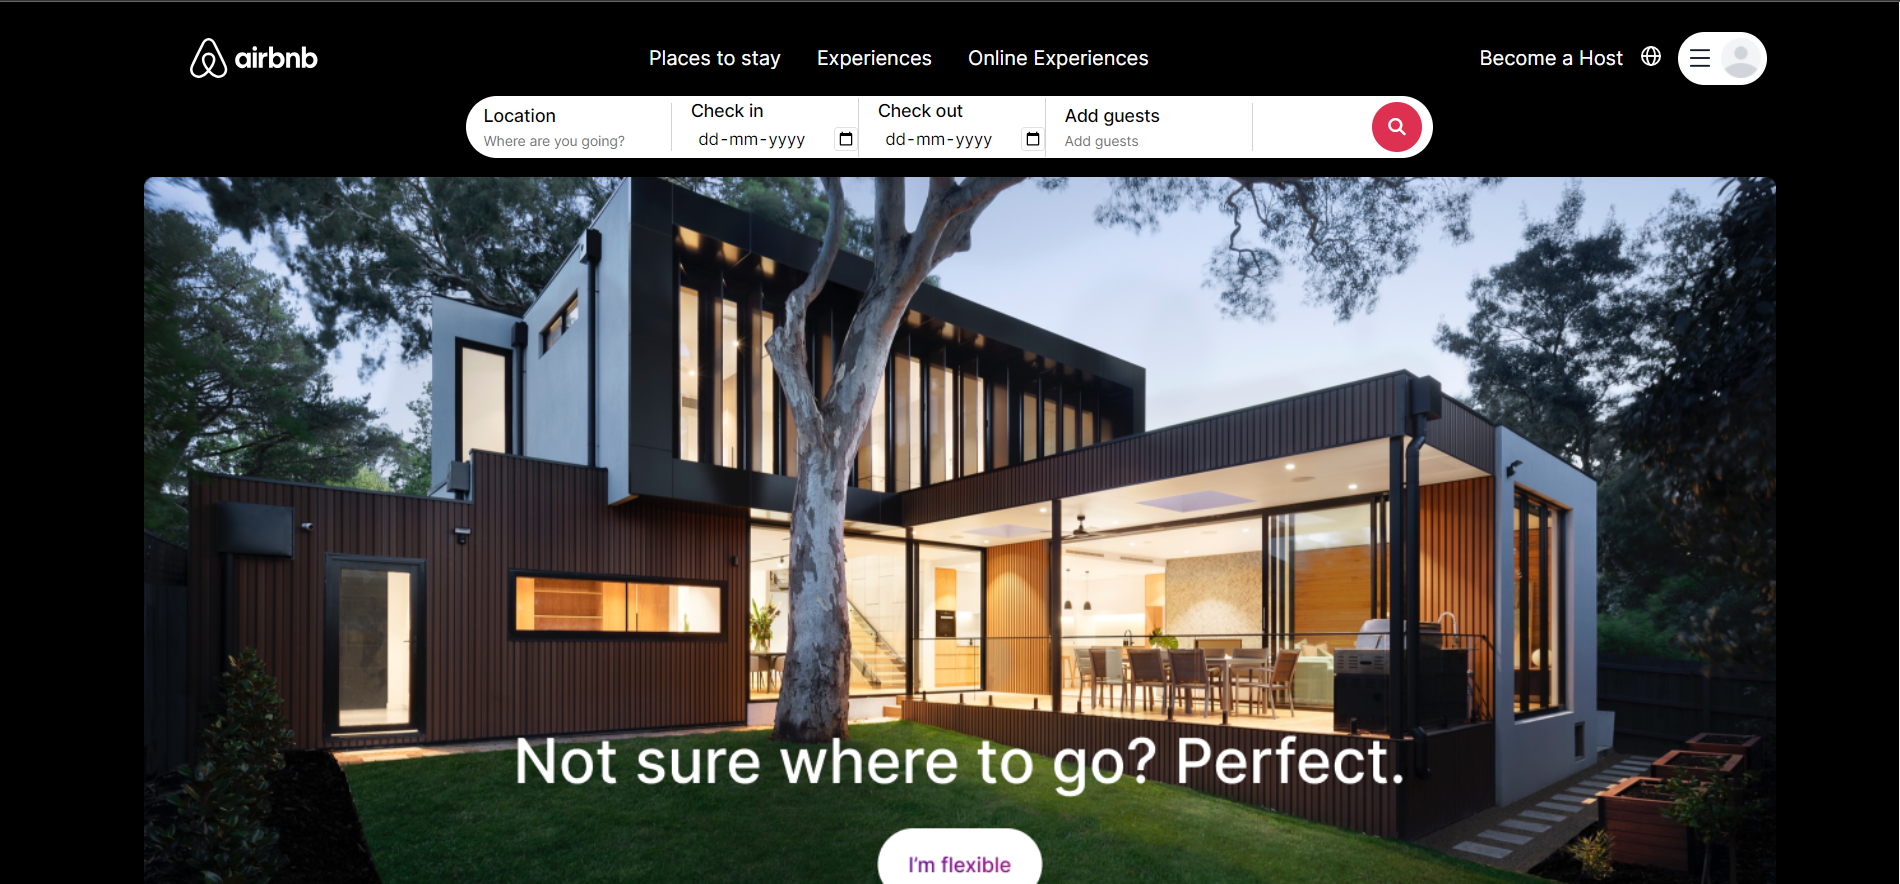 airbnb
Places to stay Experiences Online Experiences
Become a Host
Location Check in Check out Add guests
Where are you going? dd-mm-yyyy dd-mm-yyyy Add guests
Not sure where to go? Perfect.
I'm flexible